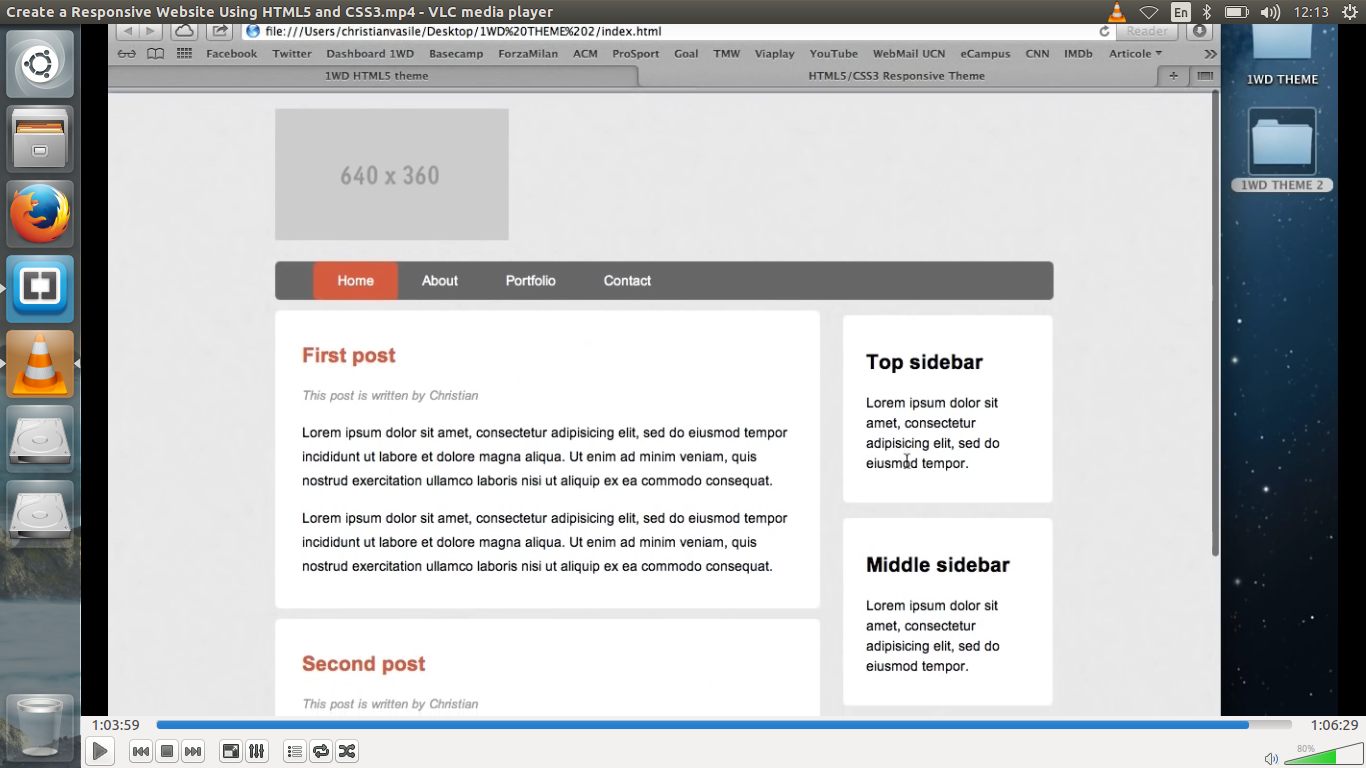 Create a Responsive Website Using HTML5 and CSS3.mp4 - VLC media player
En
12:13
file:///Users/christianvasile/Desktop/1WD%20THEME%202/index.html
Reader
Facebook Twitter Dashboard 1WD Basecamp ForzaMilan ACM ProSport Goal TMW Viaplay YouTube WebMail UCN eCampus CNN IMDb Articole
1WD HTML5 theme
HTML5/CSS3 Responsive Theme
1WD THEME
1WD THEME 2
640 x 360
Home About Portfolio Contact
First post
This post is written by Christian
Lorem ipsum dolor sit amet, consectetur adipisicing elit, sed do eiusmod tempor
incididunt ut labore et dolore magna aliqua. Ut enim ad minim veniam, quis
nostrud exercitation ullamco laboris nisi ut aliquip ex ea commodo consequat.
Lorem ipsum dolor sit amet, consectetur adipisicing elit, sed do eiusmod tempor
incididunt ut labore et dolore magna aliqua. Ut enim ad minim veniam, quis
nostrud exercitation ullamco laboris nisi ut aliquip ex ea commodo consequat.
Second post
This post is written by Christian
Top sidebar
Lorem ipsum dolor sit
amet, consectetur
adipisicing elit, sed do
eiusmod tempor.
Middle sidebar
Lorem ipsum dolor sit
amet, consectetur
adipisicing elit, sed do
eiusmod tempor.
1:03:59
1:06:29
80%